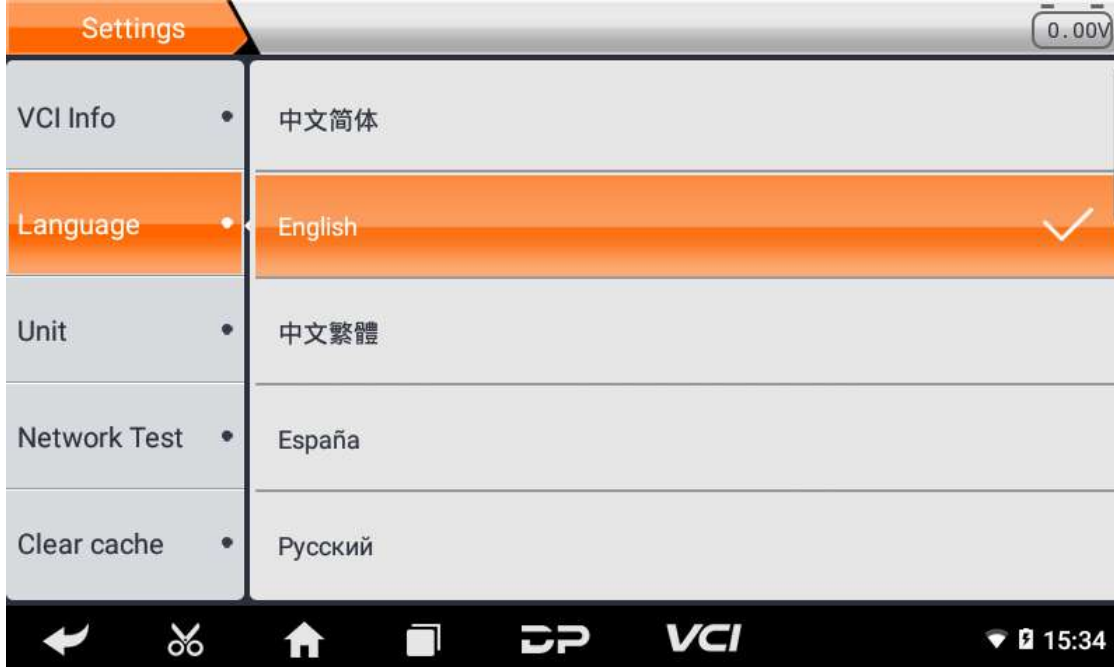 Settings
0.00V
VCI Info
中文简体
Language
English
Unit
中文繁體
Network Test
España
Clear cache
Русский
DP VCI 15:34